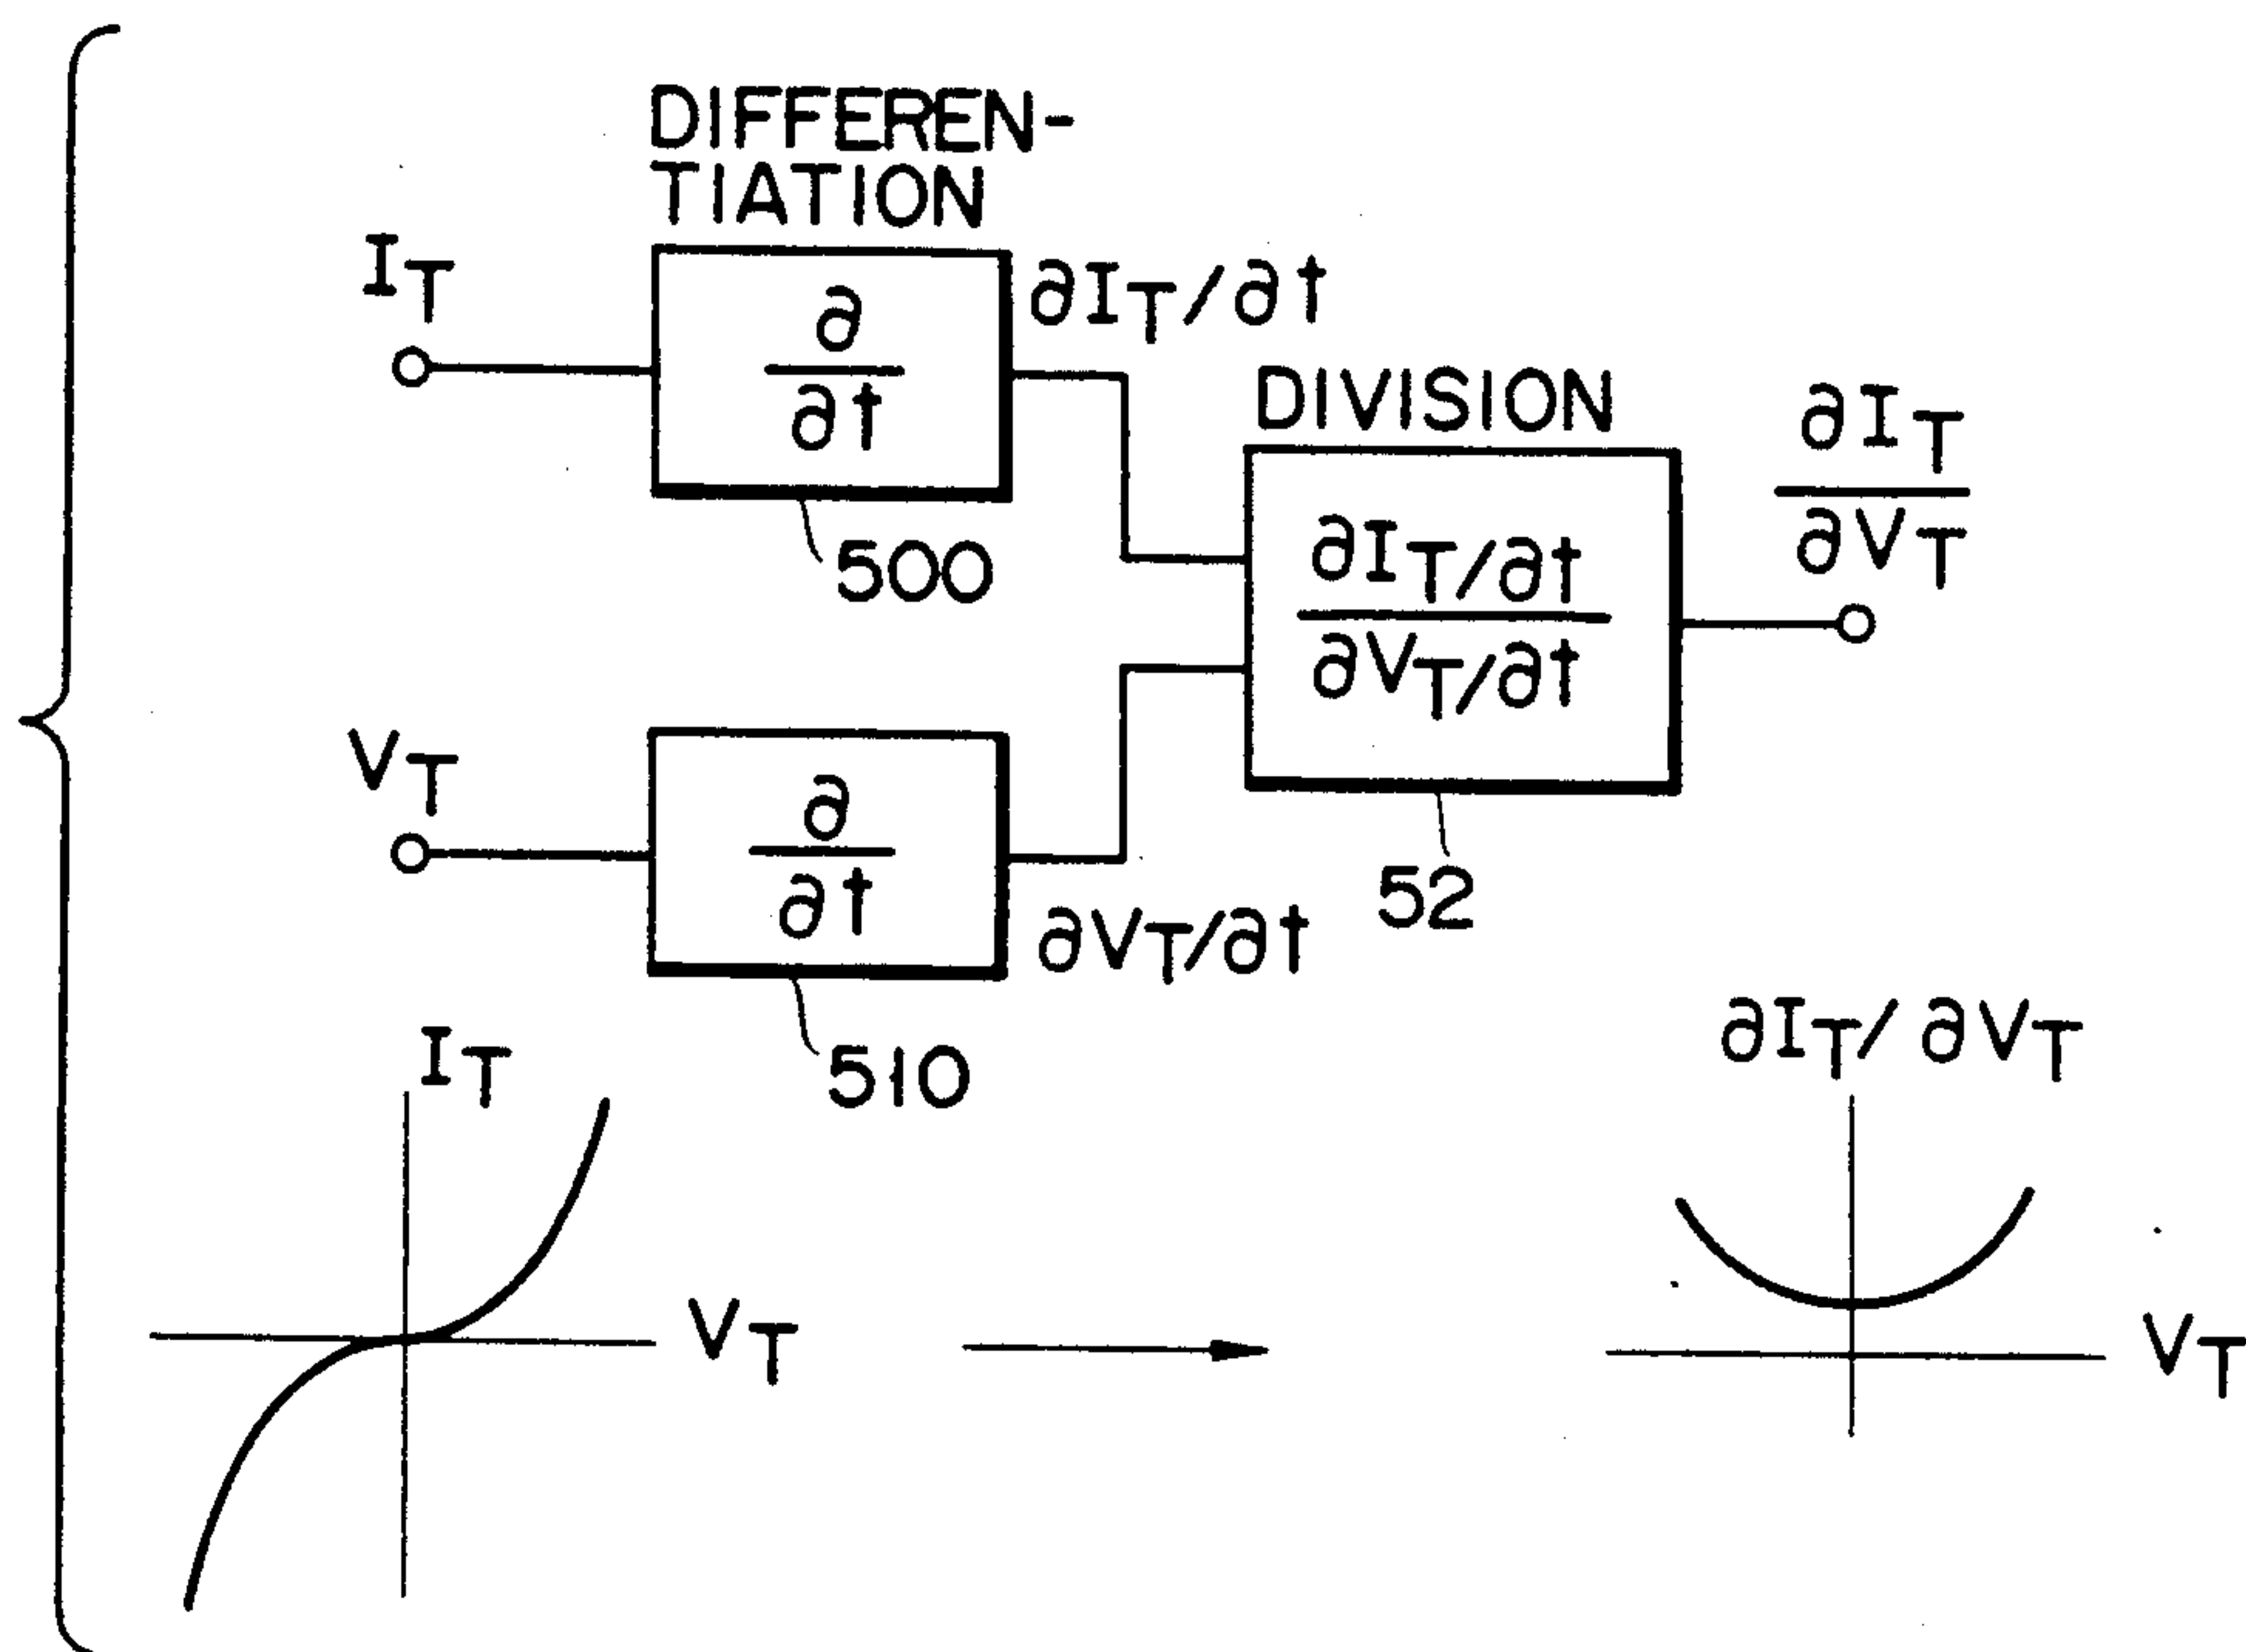 DIFFEREN-
TIATION
I_T
∂/∂t
∂I_T/∂t
500
DIVISION
∂I_T/∂t
∂V_T/∂t
∂I_T
∂V_T
52
V_T
∂/∂t
∂V_T/∂t
510
I_T
V_T
∂I_T/∂V_T
V_T